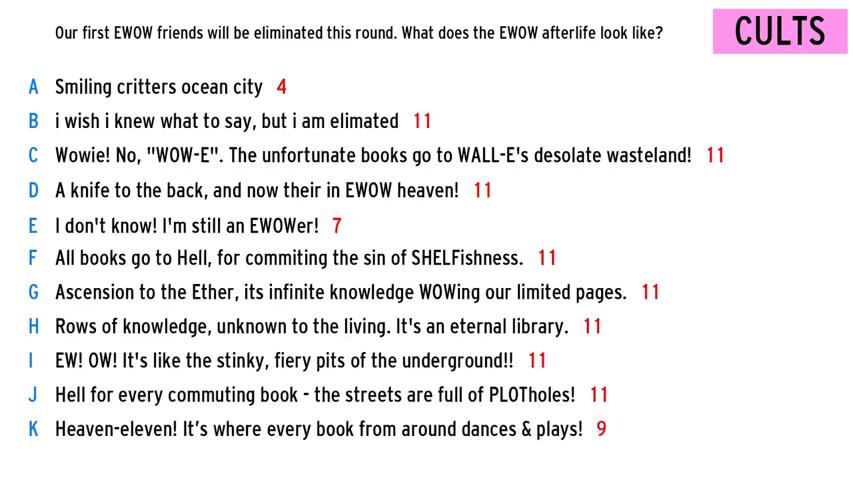 Our first EWOW friends will be eliminated this round. What does the EWOW afterlife look like?
CULTS
A Smiling critters ocean city 4
B i wish i knew what to say, but i am elimated 11
C Wowie! No, "WOW-E". The unfortunate books go to WALL-E's desolate wasteland! 11
D A knife to the back, and now their in EWOW heaven! 11
E I don't know! I'm still an EWOWer! 7
F All books go to Hell, for commiting the sin of SHELFishness. 11
G Ascension to the Ether, its infinite knowledge WOWing our limited pages. 11
H Rows of knowledge, unknown to the living. It's an eternal library. 11
I EW! OW! It's like the stinky, fiery pits of the underground!! 11
J Hell for every commuting book - the streets are full of PLOTholes! 11
K Heaven-eleven! It’s where every book from around dances & plays! 9